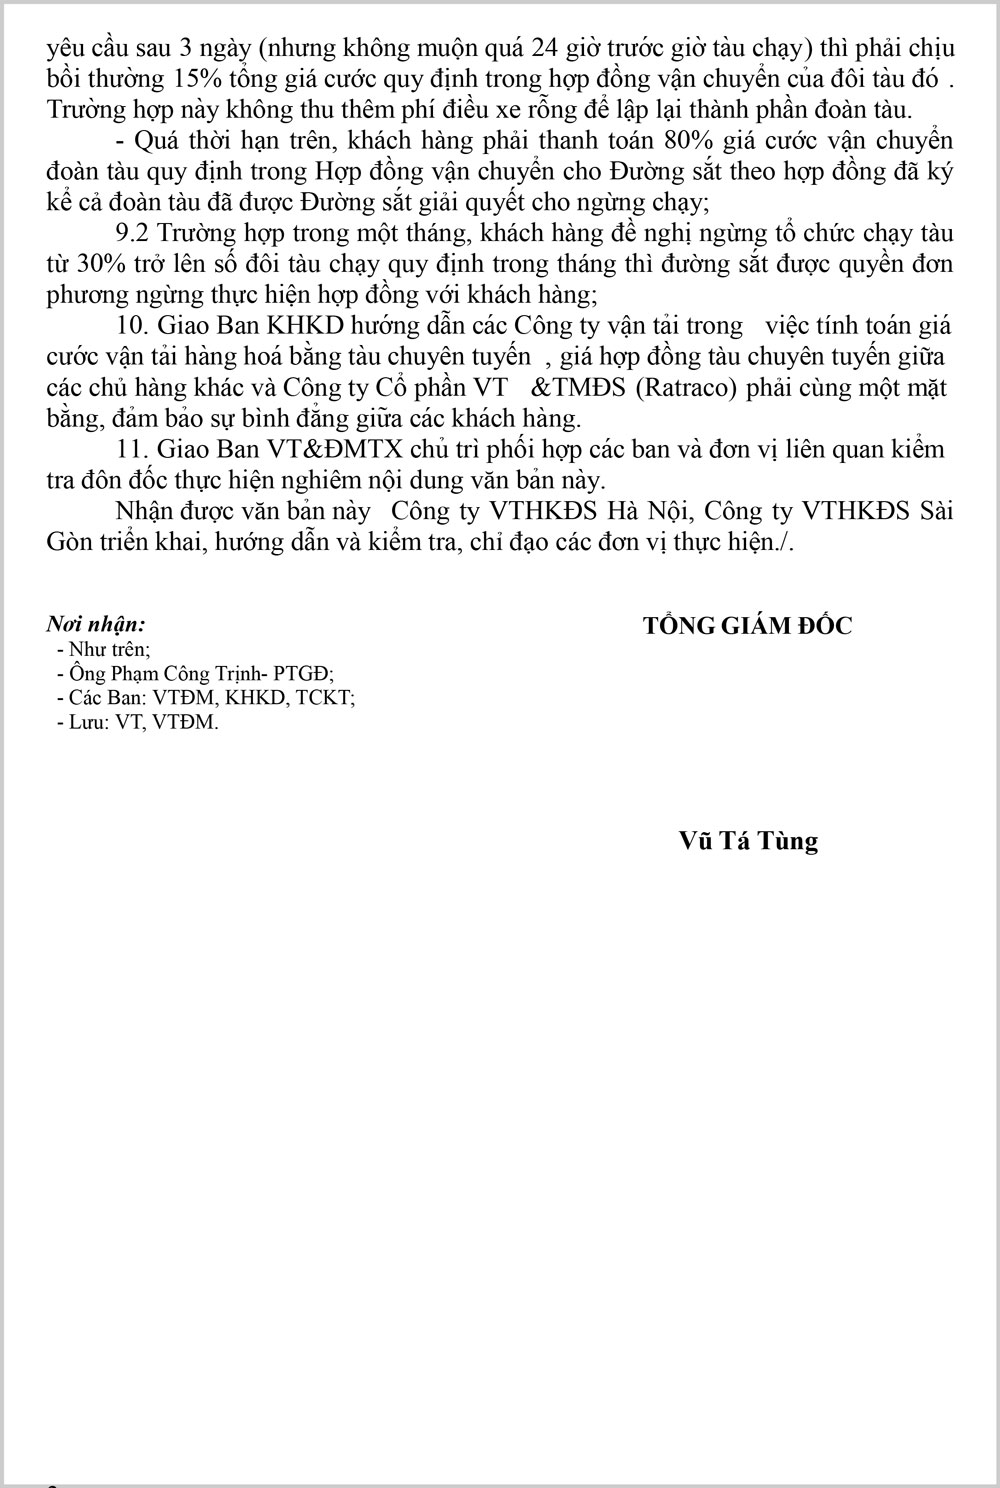 yêu cầu sau 3 ngày (nhưng không muộn quá 24 giờ trước giờ tàu chạy) thì phải chịu
bồi thường 15% tổng giá cước quy định trong hợp đồng vận chuyển của đôi tàu đó .
Trường hợp này không thu thêm phí điều xe rỗng để lập lại thành phần đoàn tàu.
- Quá thời hạn trên, khách hàng phải thanh toán 80% giá cước vận chuyển
đoàn tàu quy định trong Hợp đồng vận chuyển cho Đường sắt theo hợp đồng đã ký
kể cả đoàn tàu đã được Đường sắt giải quyết cho ngừng chạy;
9.2 Trường hợp trong một tháng, khách hàng đề nghị ngừng tổ chức chạy tàu
từ 30% trở lên số đôi tàu chạy quy định trong tháng thì đường sắt được quyền đơn
phương ngừng thực hiện hợp đồng với khách hàng;
10. Giao Ban KHKD hướng dẫn các Công ty vận tải trong việc tính toán giá
cước vận tải hàng hoá bằng tàu chuyên tuyến , giá hợp đồng tàu chuyên tuyến giữa
các chủ hàng khác và Công ty Cổ phần VT &TMĐS (Ratraco) phải cùng một mặt
bằng, đảm bảo sự bình đẳng giữa các khách hàng.
11. Giao Ban VT&ĐMTX chủ trì phối hợp các ban và đơn vị liên quan kiểm
tra đôn đốc thực hiện nghiêm nội dung văn bản này.
Nhận được văn bản này Công ty VTHKĐS Hà Nội, Công ty VTHKĐS Sài
Gòn triển khai, hướng dẫn và kiểm tra, chỉ đạo các đơn vị thực hiện./.
Nơi nhận:
- Như trên;
- Ông Phạm Công Trịnh- PTGĐ;
- Các Ban: VTĐM, KHKD, TCKT;
- Lưu: VT, VTĐM.
TỔNG GIÁM ĐỐC
Vũ Tá Tùng